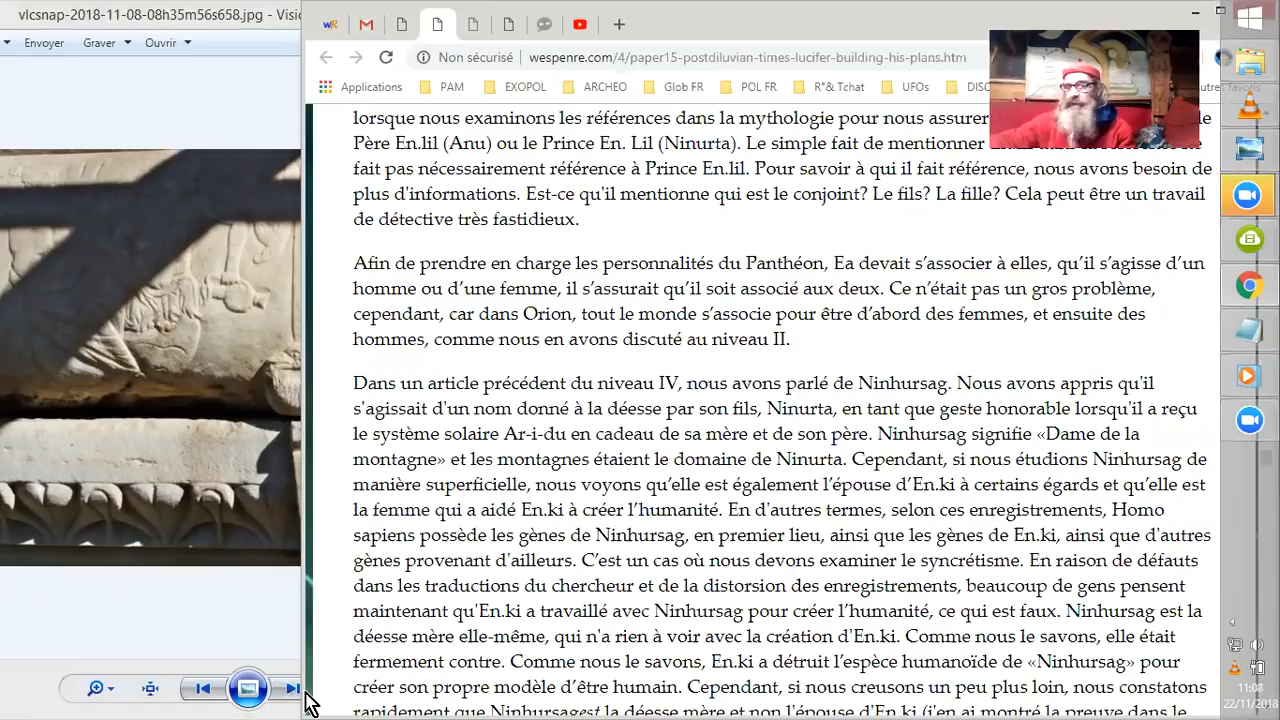 vlcsnap-2018-11-08-08h35m56s658.jpg - Visio
Envoyer Graver Ouvrir
wR
Non sécurisé wespenre.com/4/paper15-postdiluvian-times-lucifer-building-his-plans.htm
Applications PAM EXOPOL ARCHEO Glob FR POL FR R*& Tchat UFOs
lorsque nous examinons les références dans la mythologie pour nous assurer le
Père En.lil (Anu) ou le Prince En. Lil (Ninurta). Le simple fait de mentionner
fait pas nécessairement référence à Prince En.lil. Pour savoir à qui il fait référence, nous avons besoin de
plus d'informations. Est-ce qu'il mentionne qui est le conjoint? Le fils? La fille? Cela peut être un travail
de détective très fastidieux.
Afin de prendre en charge les personnalités du Panthéon, Ea devait s'associer à elles, qu'il s'agisse d'un
homme ou d'une femme, il s'assurait qu'il soit associé aux deux. Ce n'était pas un gros problème,
cependant, car dans Orion, tout le monde s'associe pour être d'abord des femmes, et ensuite des
hommes, comme nous en avons discuté au niveau II.
Dans un article précédent du niveau IV, nous avons parlé de Ninhursag. Nous avons appris qu'il
s'agissait d'un nom donné à la déesse par son fils, Ninurta, en tant que geste honorable lorsqu'il a reçu
le système solaire Ar-i-du en cadeau de sa mère et de son père. Ninhursag signifie «Dame de la
montagne» et les montagnes étaient le domaine de Ninurta. Cependant, si nous étudions Ninhursag de
manière superficielle, nous voyons qu'elle est également l'épouse d'En.ki à certains égards et qu'elle est
la femme qui a aidé En.ki à créer l'humanité. En d'autres termes, selon ces enregistrements, Homo
sapiens possède les gènes de Ninhursag, en premier lieu, ainsi que les gènes de En.ki, ainsi que d'autres
gènes provenant d'ailleurs. C'est un cas où nous devons examiner le syncrétisme. En raison de défauts
dans les traductions du chercheur et de la distorsion des enregistrements, beaucoup de gens pensent
maintenant qu'En.ki a travaillé avec Ninhursag pour créer l'humanité, ce qui est faux. Ninhursag est la
déesse mère elle-même, qui n'a rien à voir avec la création d'En.ki. Comme nous le savons, elle était
fermement contre. Comme nous le savons, En.ki a détruit l'espèce humanoïde de «Ninhursag» pour
créer son propre modèle d'être humain. Cependant, si nous creusons un peu plus loin, nous constatons
rapidement que la déesse mère et non l'épouse d'En.ki (j'en ai montré la preuve dans le
11:08
22/11/2018